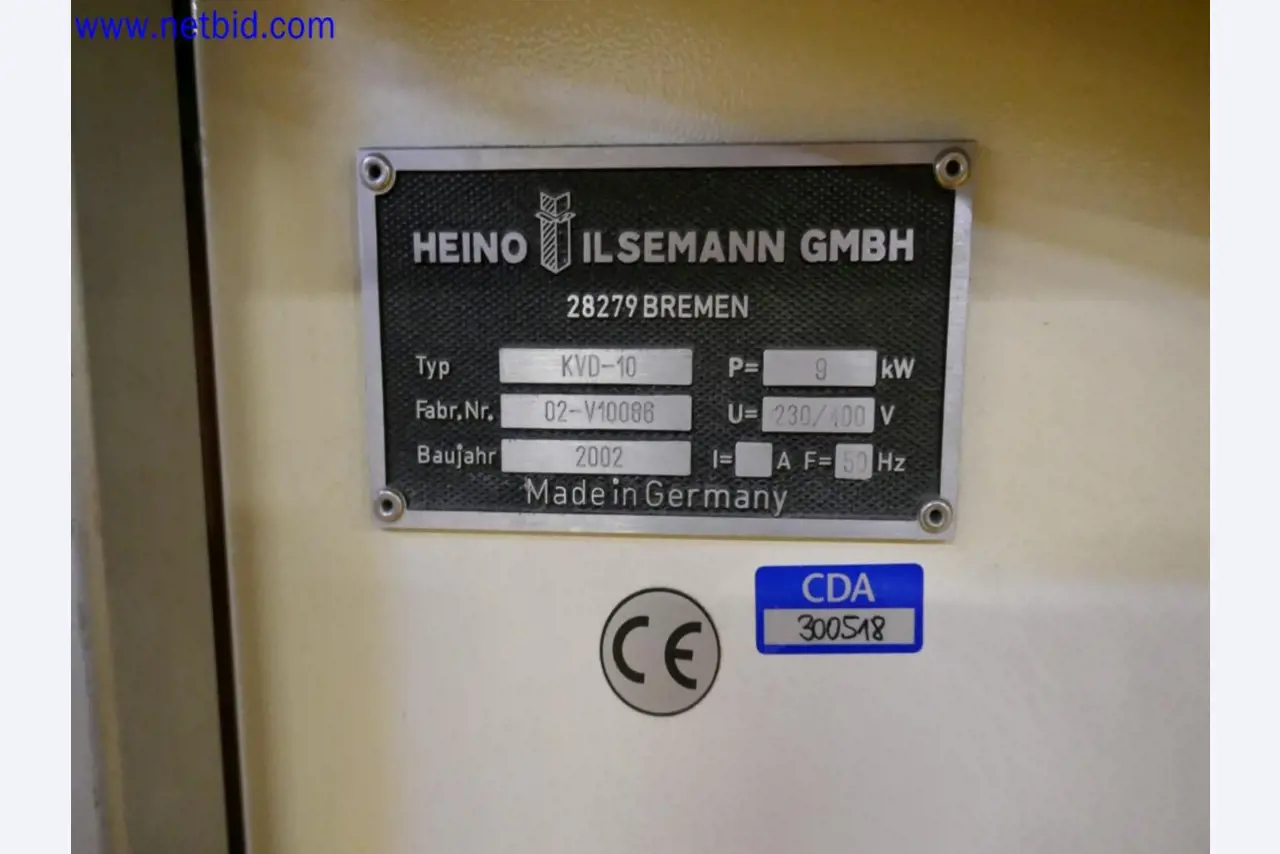 www.netbid.com
HEINO ILSEMANN GMBH
28279 BREMEN
Typ KVD-10 P= 9 kW
Fabr.Nr. 02-V10086 U= 230/400 V
Baujahr 2002 I= A F= 50 Hz
Made in Germany
CE
CDA
300518